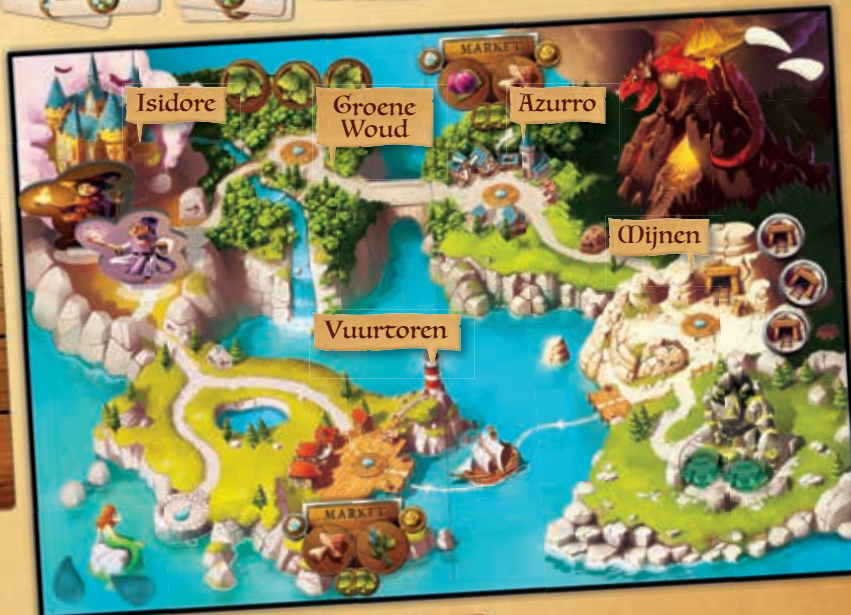 MARKET
Isidore
Groene
Woud
Azurro
Mijnen
Vuurtoren
MARKET